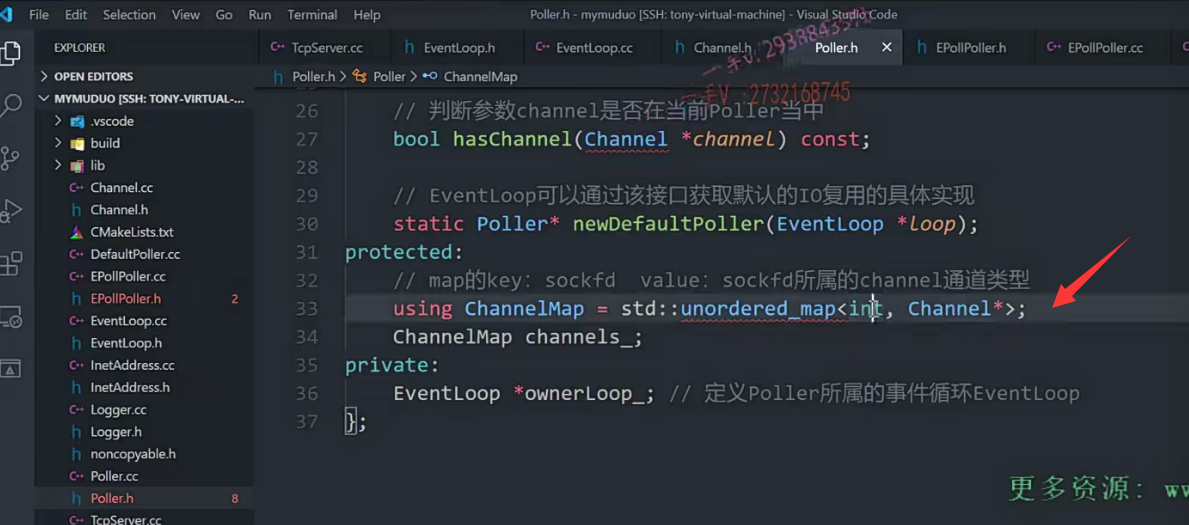 File Edit Selection View Go Run Terminal Help
Poller.h - mymuduo [SSH: tony-virtual-machine] - Visual Studio Code
EXPLORER
C++ TcpServer.cc
h EventLoop.h
C++ EventLoop.cc
h Channel.h
Poller.h ×
h EPollPoller.h
C++ EPollPoller.cc
h Poller.h > Poller > ChannelMap
一手V:2938843572
一手V :2732168745
OPEN EDITORS
MYMUDUO [SSH: TONY-VIRTUAL-...
.vscode
build
lib
C++ Channel.cc
h Channel.h
CMakeLists.txt
C++ DefaultPoller.cc
C++ EPollPoller.cc
h EPollPoller.h 2
C++ EventLoop.cc
h EventLoop.h
C++ InetAddress.cc
h InetAddress.h
C++ Logger.cc
h Logger.h
h noncopyable.h
C++ Poller.cc
h Poller.h 8
C++ TcpServer.cc
26 // 判断参数channel是否在当前Poller当中
27 bool hasChannel(Channel *channel) const;
28
29 // EventLoop可以通过该接口获取默认的IO复用的具体实现
30 static Poller* newDefaultPoller(EventLoop *loop);
31 protected:
32 // map的key：sockfd value：sockfd所属的channel通道类型
33 using ChannelMap = std::unordered_map<int, Channel*>;
34 ChannelMap channels_;
35 private:
36 EventLoop *ownerLoop_; // 定义Poller所属的事件循环EventLoop
37 };
更多资源：